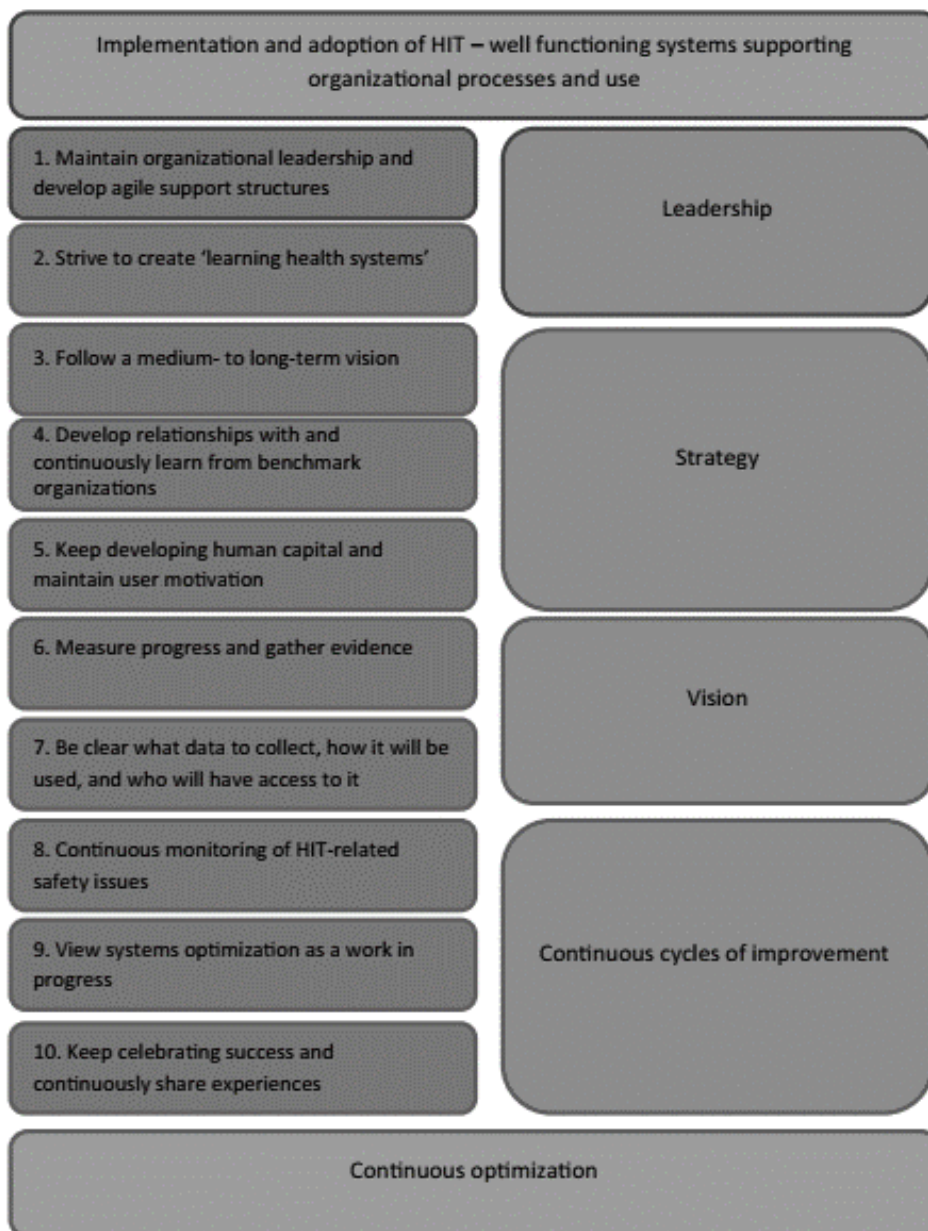 Implementation and adoption of HIT – well functioning systems supporting
organizational processes and use
1. Maintain organizational leadership and
develop agile support structures
2. Strive to create ‘learning health systems’
Leadership
3. Follow a medium- to long-term vision
4. Develop relationships with and
continuously learn from benchmark
organizations
5. Keep developing human capital and
maintain user motivation
Strategy
6. Measure progress and gather evidence
7. Be clear what data to collect, how it will be
used, and who will have access to it
Vision
8. Continuous monitoring of HIT-related
safety issues
9. View systems optimization as a work in
progress
10. Keep celebrating success and
continuously share experiences
Continuous cycles of improvement
Continuous optimization